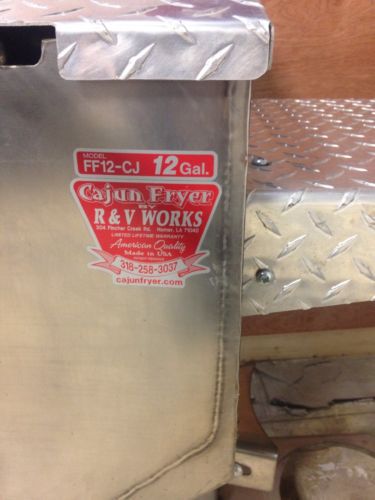 MODEL
FF12-CJ 12 Gal.
Cajun Fryer
BY
R & V WORKS
304 Fincher Creek Rd. Homer, LA 71040
LIMITED LIFETIME WARRANTY
American Quality
Made in USA
318-258-3037
cajunfryer.com